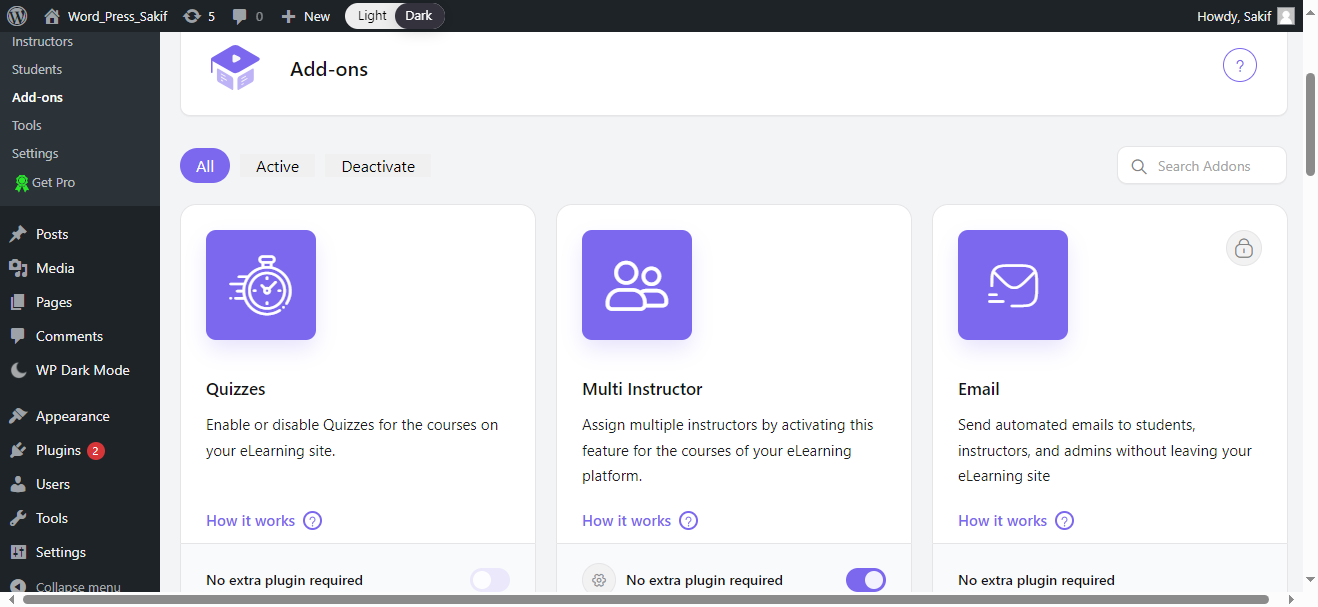 Word_Press_Sakif 5 0 New Light Dark Howdy, Sakif
Instructors
Students
Add-ons
Tools
Settings
Get Pro
Posts
Media
Pages
Comments
WP Dark Mode
Appearance
Plugins 2
Users
Tools
Settings
Collapse menu
Add-ons
?
All Active Deactivate Search Addons
Quizzes
Enable or disable Quizzes for the courses on
your eLearning site.
How it works ?
No extra plugin required
Multi Instructor
Assign multiple instructors by activating this
feature for the courses of your eLearning
platform.
How it works ?
No extra plugin required
Email
Send automated emails to students,
instructors, and admins without leaving your
eLearning site
How it works ?
No extra plugin required